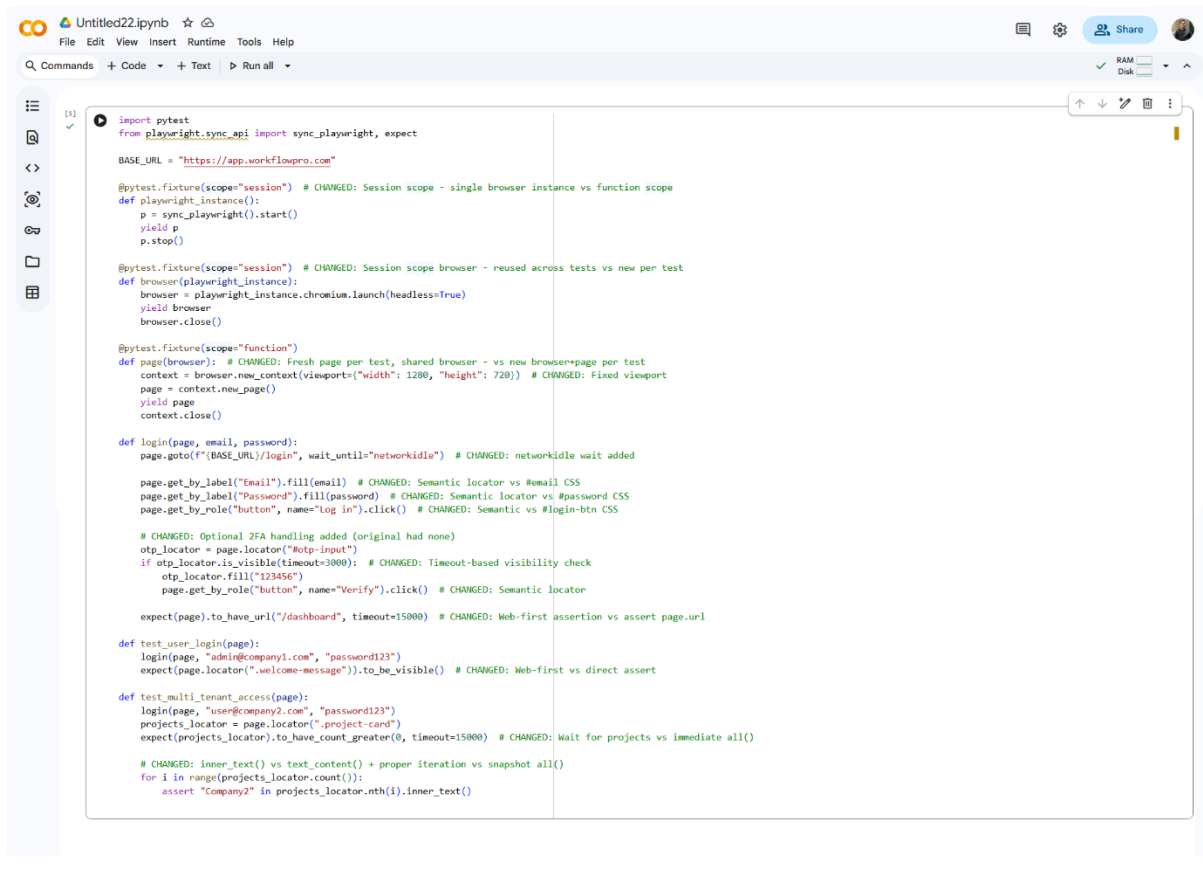 CO
Untitled22.ipynb
File Edit View Insert Runtime Tools Help
Share
Commands + Code + Text Run all
RAM
Disk
[1]
import pytest
from playwright.sync_api import sync_playwright, expect
BASE_URL = "https://app.workflowpro.com"
@pytest.fixture(scope="session")  # CHANGED: Session scope - single browser instance vs function scope
def playwright_instance():
    p = sync_playwright().start()
    yield p
    p.stop()
@pytest.fixture(scope="session")  # CHANGED: Session scope browser - reused across tests vs new per test
def browser(playwright_instance):
    browser = playwright_instance.chromium.launch(headless=True)
    yield browser
    browser.close()
@pytest.fixture(scope="function")
def page(browser):  # CHANGED: Fresh page per test, shared browser - vs new browser+page per test
    context = browser.new_context(viewport={"width": 1280, "height": 720})  # CHANGED: Fixed viewport
    page = context.new_page()
    yield page
    context.close()
def login(page, email, password):
    page.goto(f"{BASE_URL}/login", wait_until="networkidle")  # CHANGED: networkidle wait added
    page.get_by_label("Email").fill(email)  # CHANGED: Semantic locator vs #email CSS
    page.get_by_label("Password").fill(password)  # CHANGED: Semantic locator vs #password CSS
    page.get_by_role("button", name="Log in").click()  # CHANGED: Semantic vs #login-btn CSS
    # CHANGED: Optional 2FA handling added (original had none)
    otp_locator = page.locator("#otp-input")
    if otp_locator.is_visible(timeout=3000):  # CHANGED: Timeout-based visibility check
        otp_locator.fill("123456")
        page.get_by_role("button", name="Verify").click()  # CHANGED: Semantic locator
    expect(page).to_have_url("/dashboard", timeout=15000)  # CHANGED: Web-first assertion vs assert page.url
def test_user_login(page):
    login(page, "admin@company1.com", "password123")
    expect(page.locator(".welcome-message")).to_be_visible()  # CHANGED: Web-first vs direct assert
def test_multi_tenant_access(page):
    login(page, "user@company2.com", "password123")
    projects_locator = page.locator(".project-card")
    expect(projects_locator).to_have_count_greater(0, timeout=15000)  # CHANGED: Wait for projects vs immediate all()
    # CHANGED: inner_text() vs text_content() + proper iteration vs snapshot all()
    for i in range(projects_locator.count()):
        assert "Company2" in projects_locator.nth(i).inner_text()